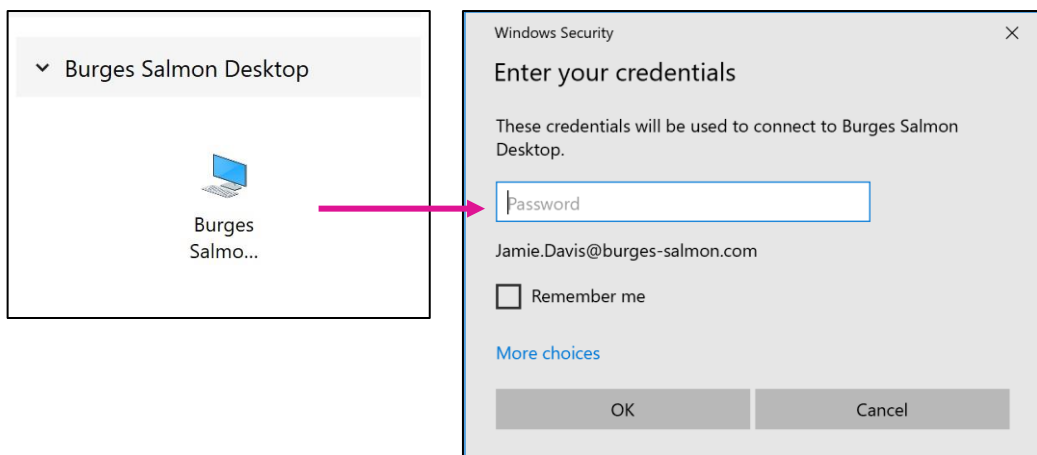 Burges Salmon Desktop
Burges
Salmo...
Windows Security
Enter your credentials
These credentials will be used to connect to Burges Salmon
Desktop.
Password
Jamie.Davis@burges-salmon.com
Remember me
More choices
OK
Cancel